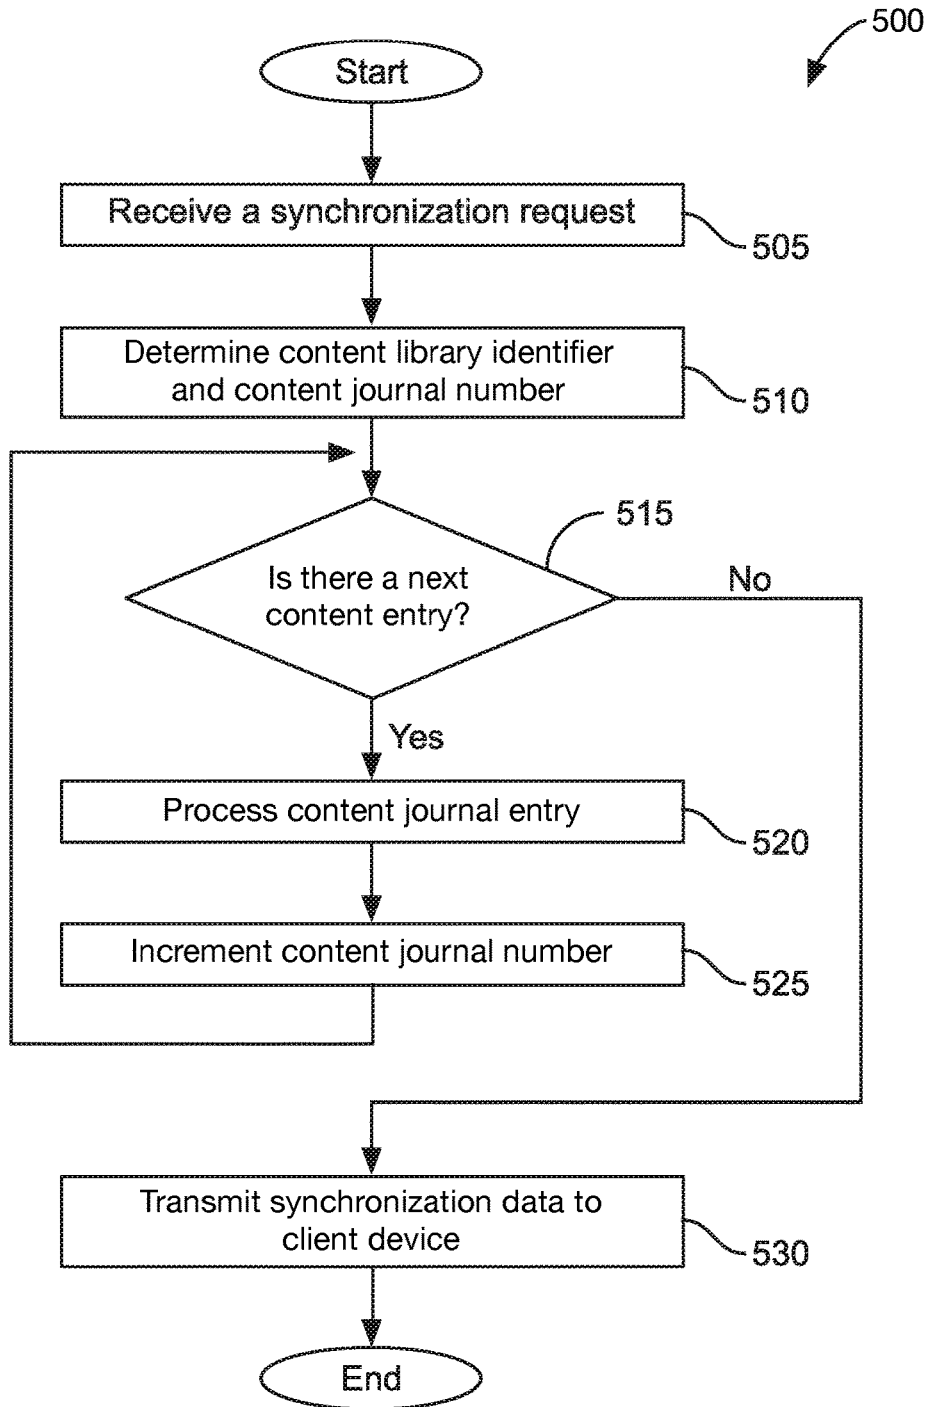 500
Start
Receive a synchronization request
505
Determine content library identifier
and content journal number
510
515
Is there a next
content entry?
No
Yes
Process content journal entry
520
Increment content journal number
525
Transmit synchronization data to
client device
530
End